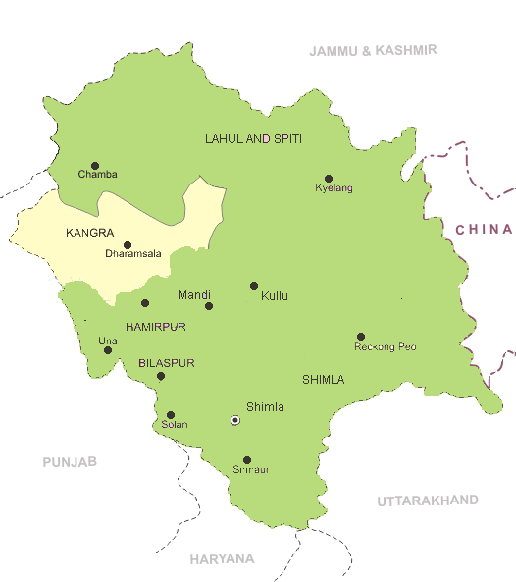 JAMMU & KASHMIR
LAHUL AND SPITI
Chamba
Kyelang
CHINA
KANGRA
Dharamsala
Mandi
Kullu
HAMIRPUR
Una
Reckong Peo
BILASPUR
SHIMLA
Shimla
Solan
PUNJAB
Sirmaur
UTTARAKHAND
HARYANA